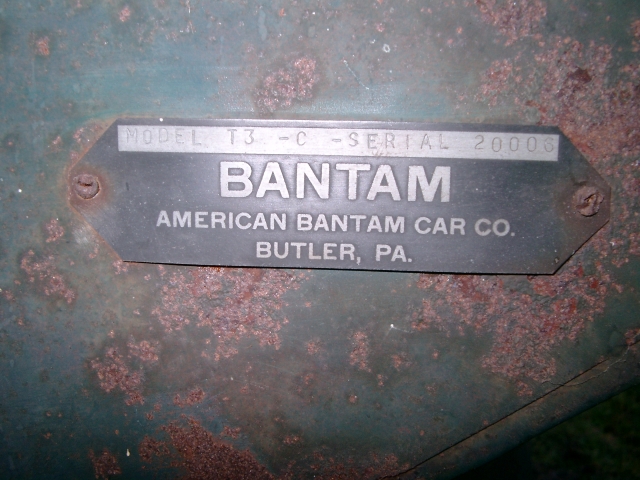 MODEL T3 -C -SERIAL 20008
BANTAM
AMERICAN BANTAM CAR CO.
BUTLER, PA.